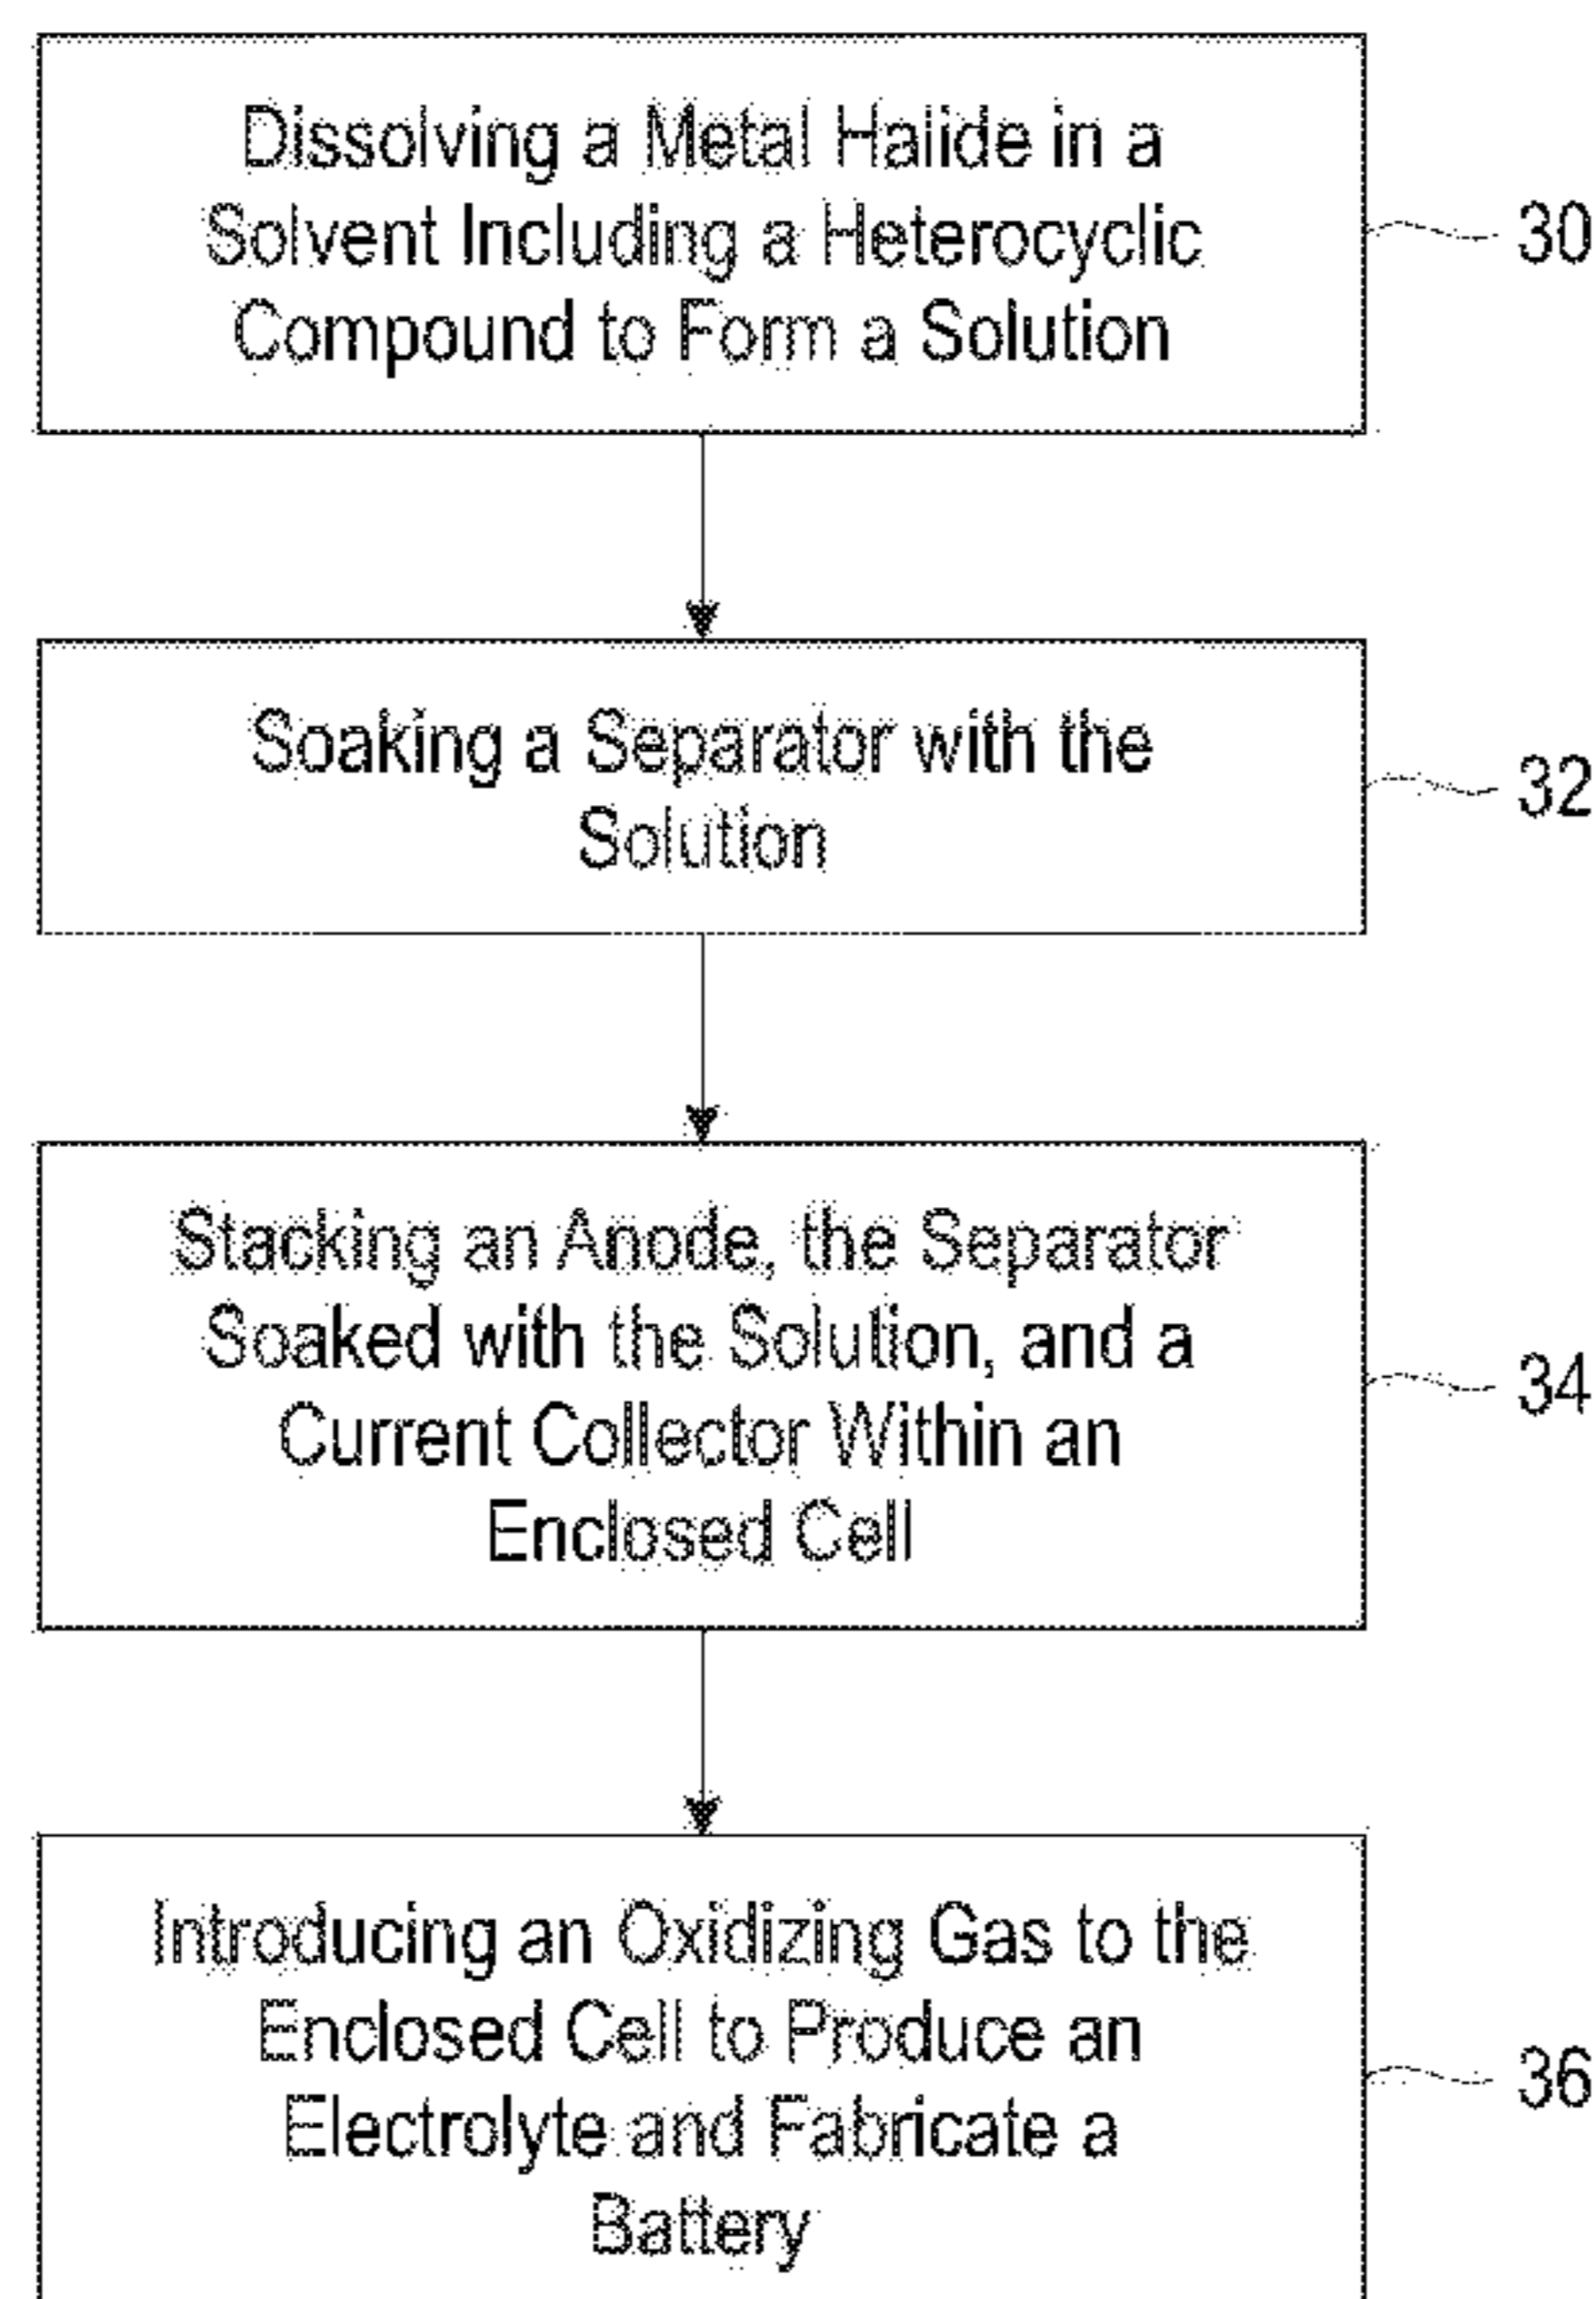 Dissolving a Metal Halide in a
Solvent Including a Heterocyclic
Compound to Form a Solution
30
Soaking a Separator with the
Solution
32
Stacking an Anode, the Separator
Soaked with the Solution, and a
Current Collector Within an
Enclosed Cell
34
Introducing an Oxidizing Gas to the
Enclosed Cell to Produce an
Electrolyte and Fabricate a
Battery
36